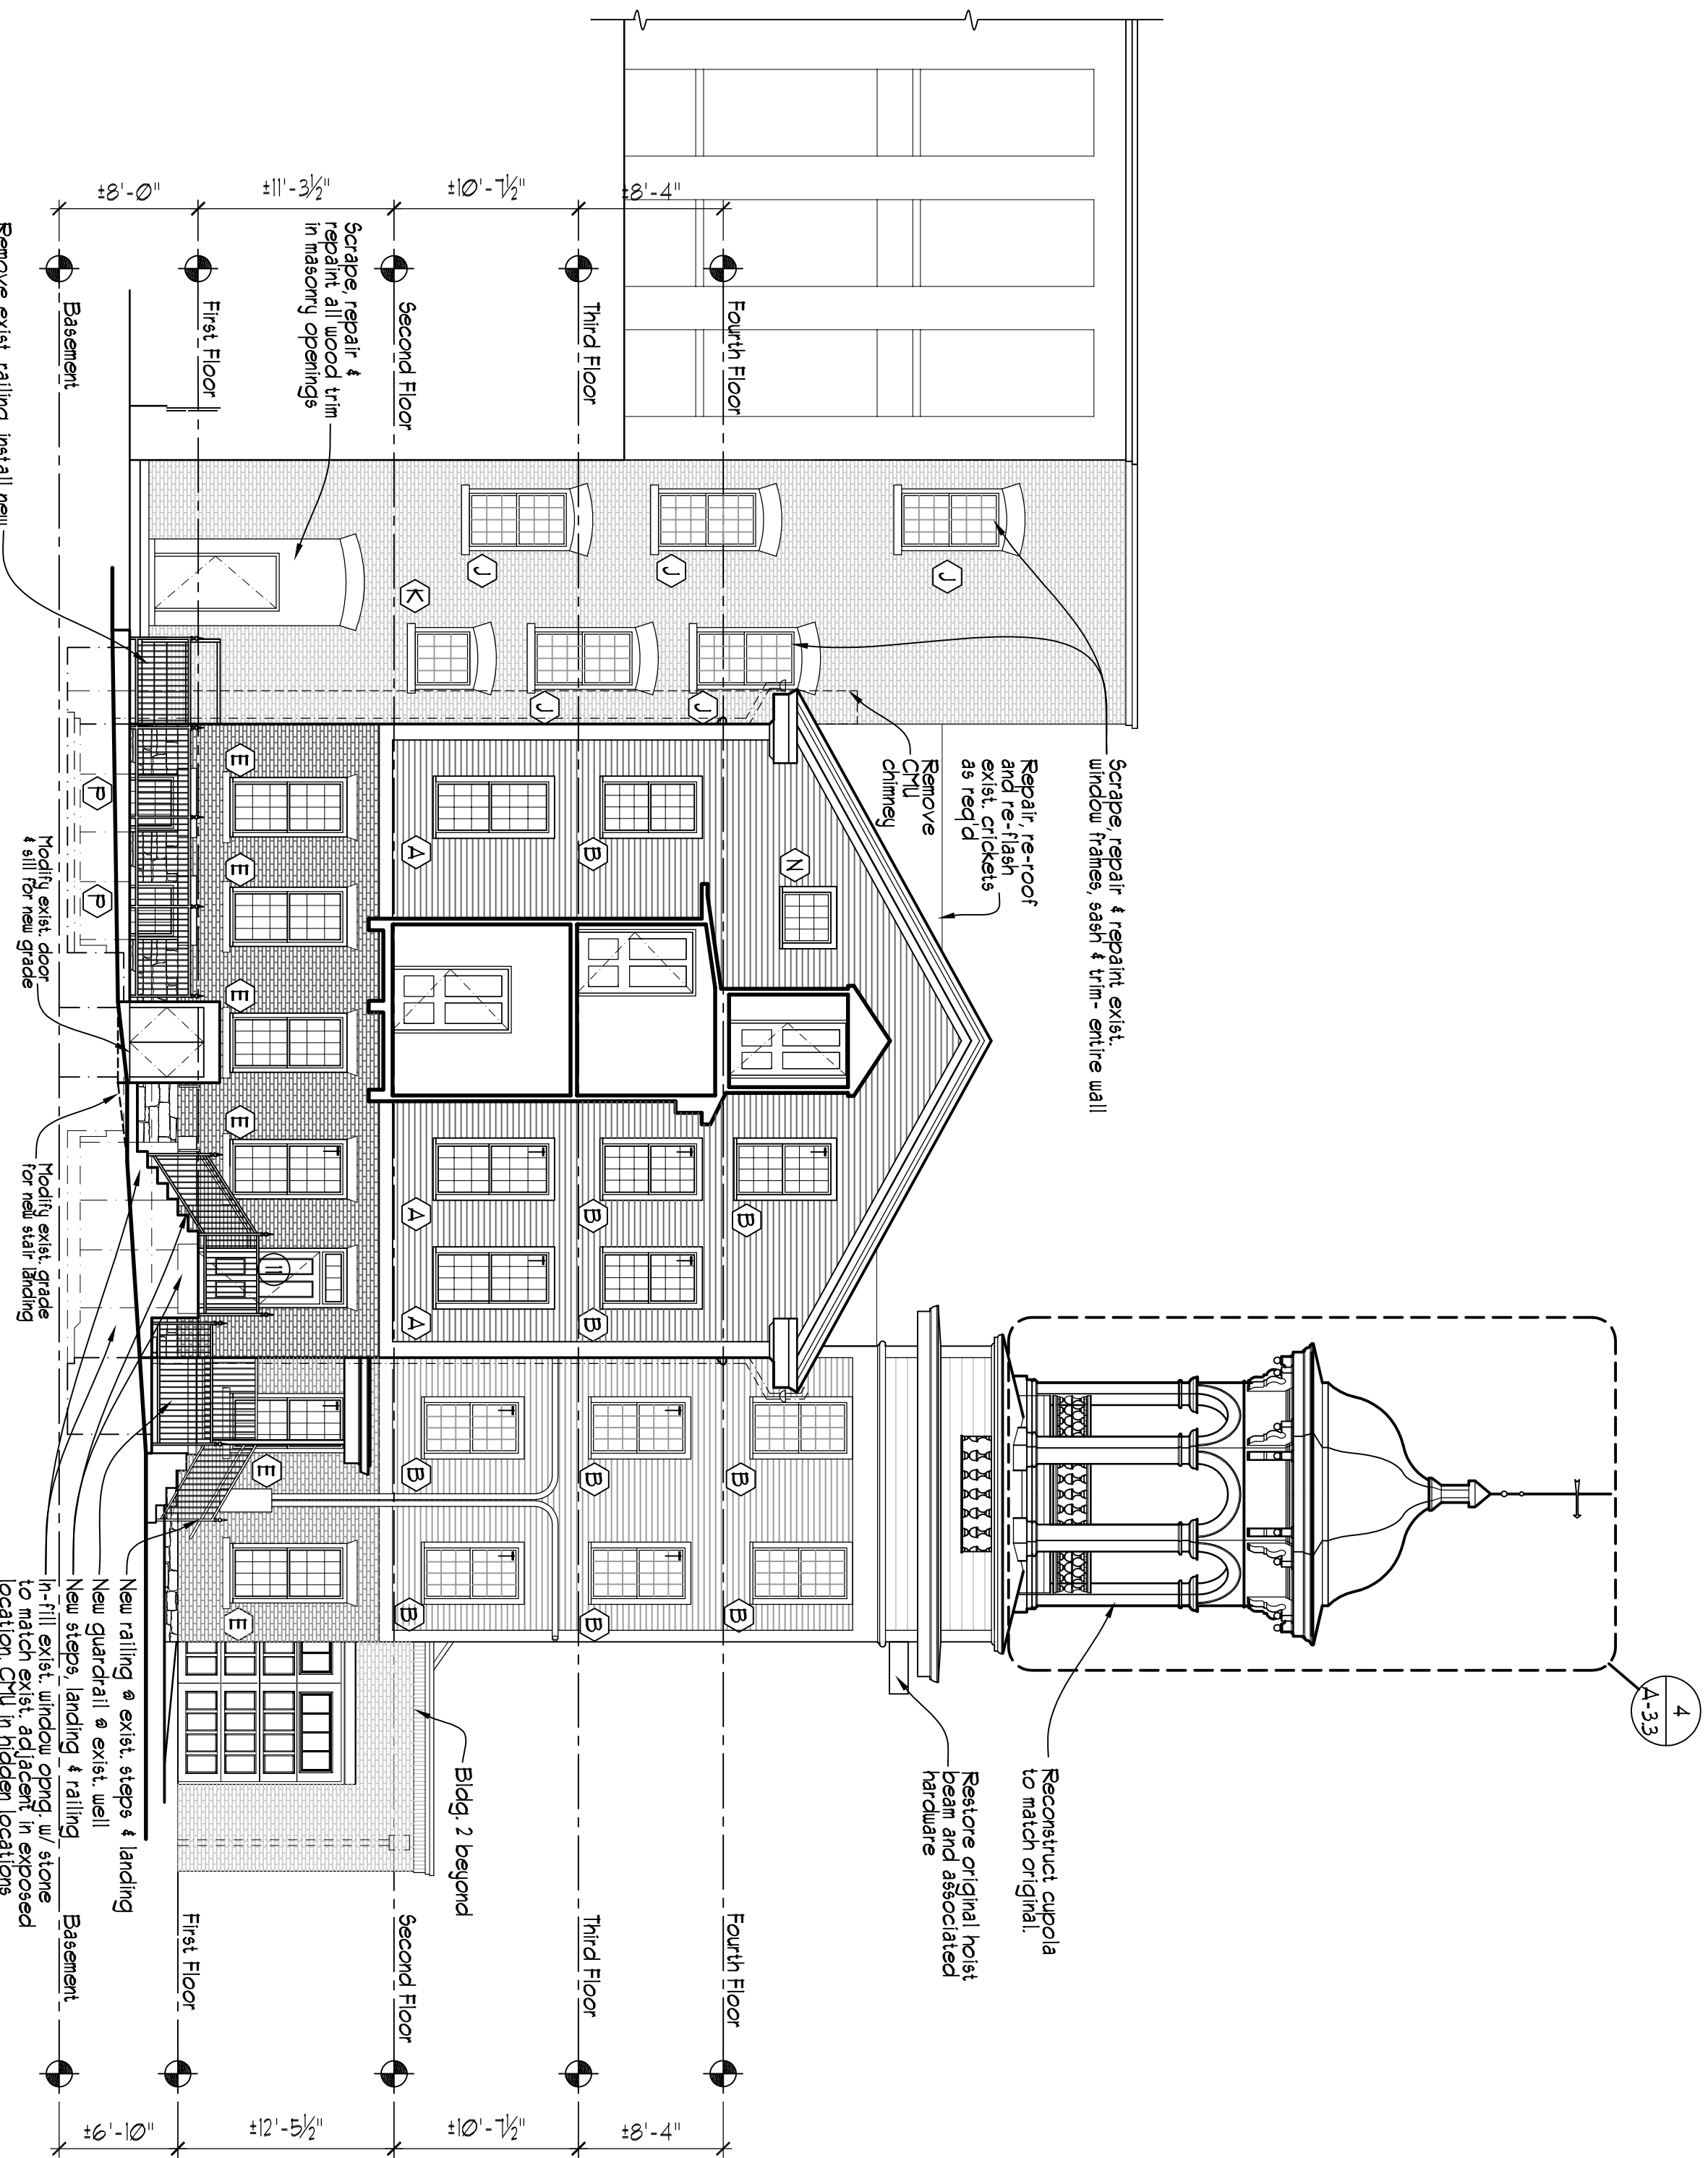 4
A-3.3
Reconstruct cupola
to match original.
Restore original hoist
beam and associated
hardware
Bldg. 2 beyond
Scrape, repair & repaint exist.
window frames, sash & trim- entire wall
Repair, re-roof
and re-flash
exist. crickets
as req'd
Remove
CMU
chimney
Scrape, repair &
repaint all wood trim
in masonry openings
Fourth Floor
Third Floor
Second Floor
First Floor
Basement
±8'-4"
±10'-7½"
±11'-3½"
±8'-0"
Fourth Floor
Third Floor
Second Floor
First Floor
Basement
±8'-4"
±10'-7½"
±12'-5½"
±6'-10"
J
J
J
J
J
K
N
B
B
B
B
B
A
A
A
B
B
B
B
B
B
E
E
E
E
E
E
P
P
11
Modify exist. door
& sill for new grade
Modify exist. grade
for new stair landing
New railing @ exist. steps & landing
New guardrail @ exist. well
New steps, landing & railing
In-fill exist. window opng. w/ stone
to match exist. adjacent in exposed
location. CMU in hidden locations
Remove exist. railing, install new